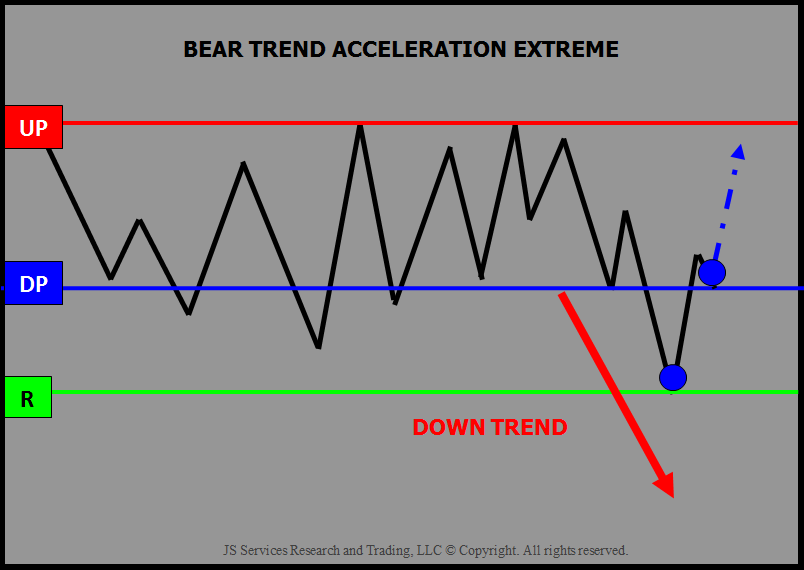 BEAR TREND ACCELERATION EXTREME
UP
DP
R
DOWN TREND
JS Services Research and Trading, LLC © Copyright. All rights reserved.